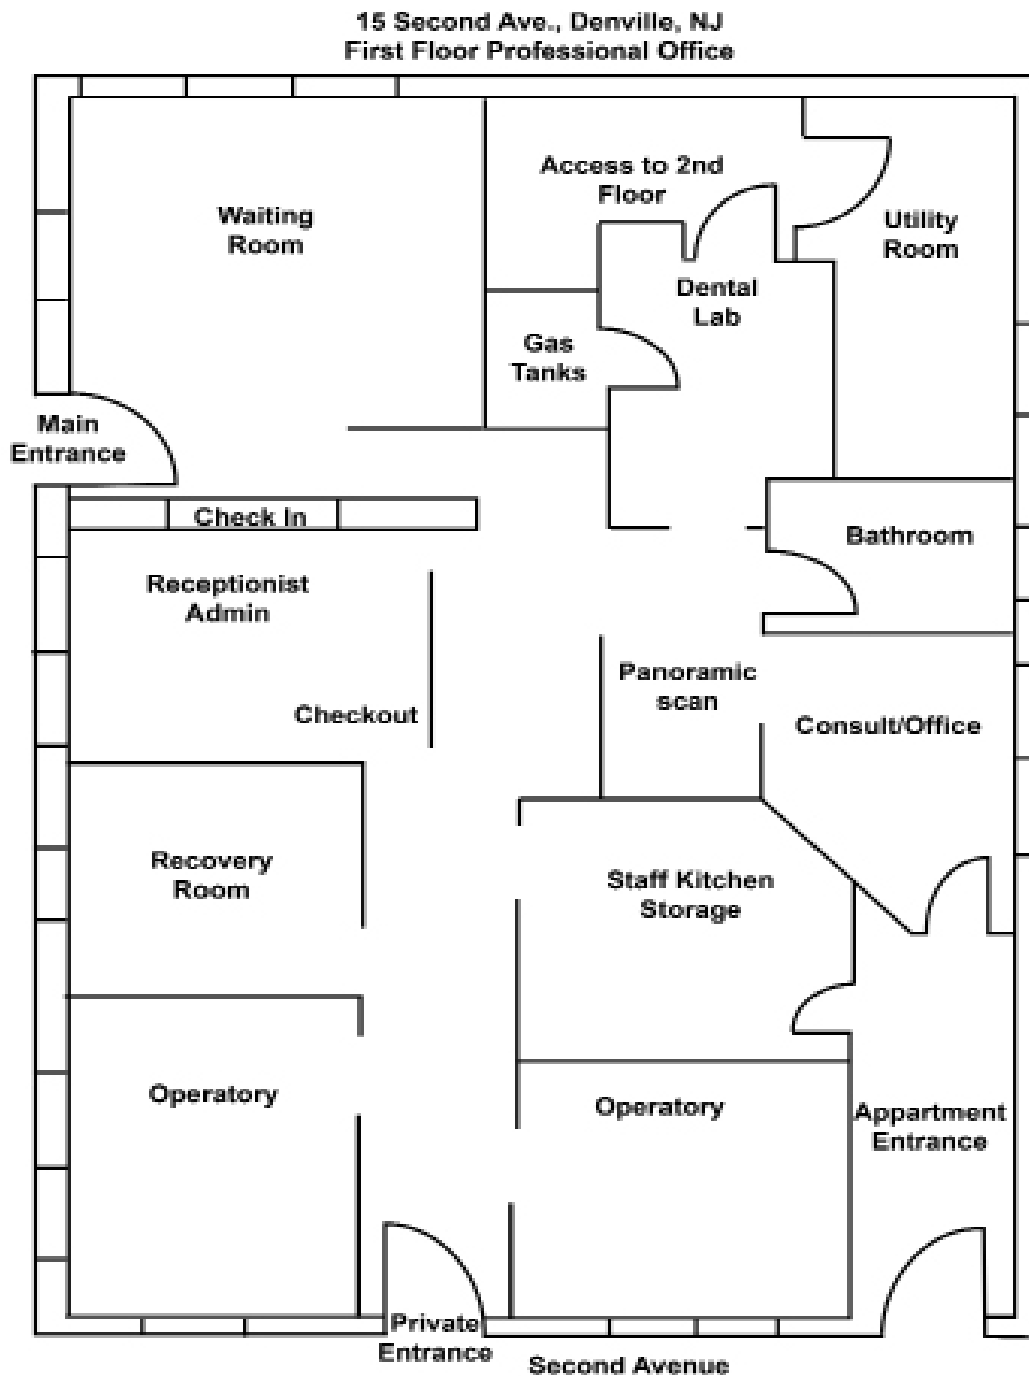 15 Second Ave., Denville, NJ
First Floor Professional Office
Access to 2nd
Floor
Waiting
Room
Utility
Room
Dental
Lab
Gas
Tanks
Main
Entrance
Check In
Bathroom
Receptionist
Admin
Panoramic
scan
Checkout
Consult/Office
Recovery
Room
Staff Kitchen
Storage
Operatory
Operatory
Appartment
Entrance
Private
Entrance
Second Avenue